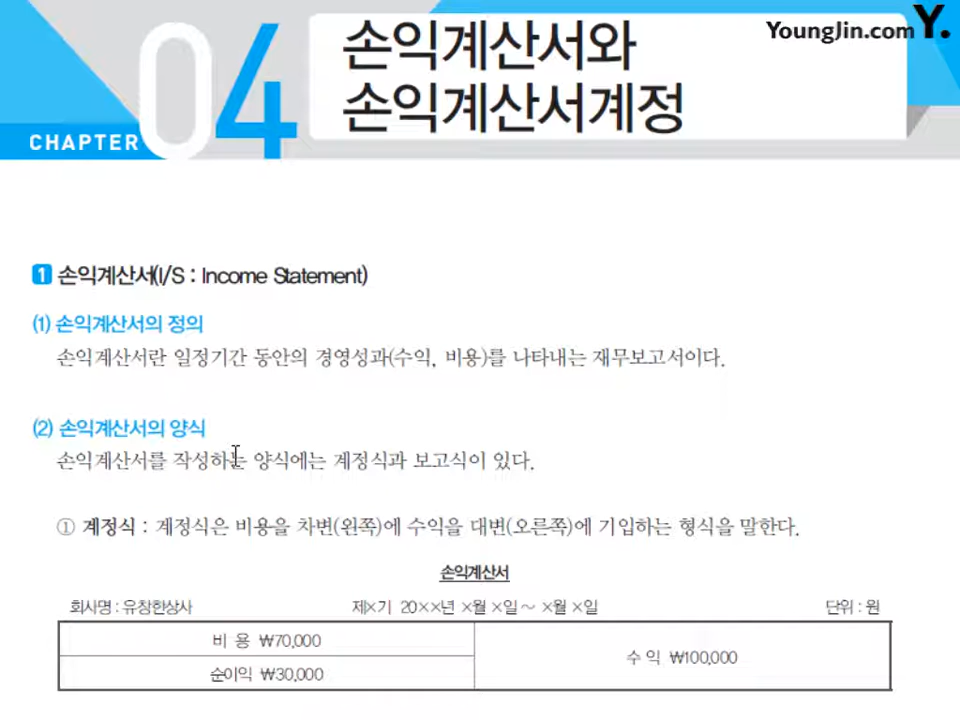 YoungJin.com Y.
CHAPTER 04
손익계산서와
손익계산서계정
1 손익계산서(I/S : Income Statement)
(1) 손익계산서의 정의
손익계산서란 일정기간 동안의 경영성과(수익, 비용)를 나타내는 재무보고서이다.
(2) 손익계산서의 양식
손익계산서를 작성하는 양식에는 계정식과 보고식이 있다.
① 계정식 : 계정식은 비용을 차변(왼쪽)에 수익을 대변(오른쪽)에 기입하는 형식을 말한다.
손익계산서
회사명 : 유창한상사 제×기 20××년 ×월 ×일 ~ ×월 ×일 단위 : 원
비 용 ₩70,000
수 익 ₩100,000
순이익 ₩30,000